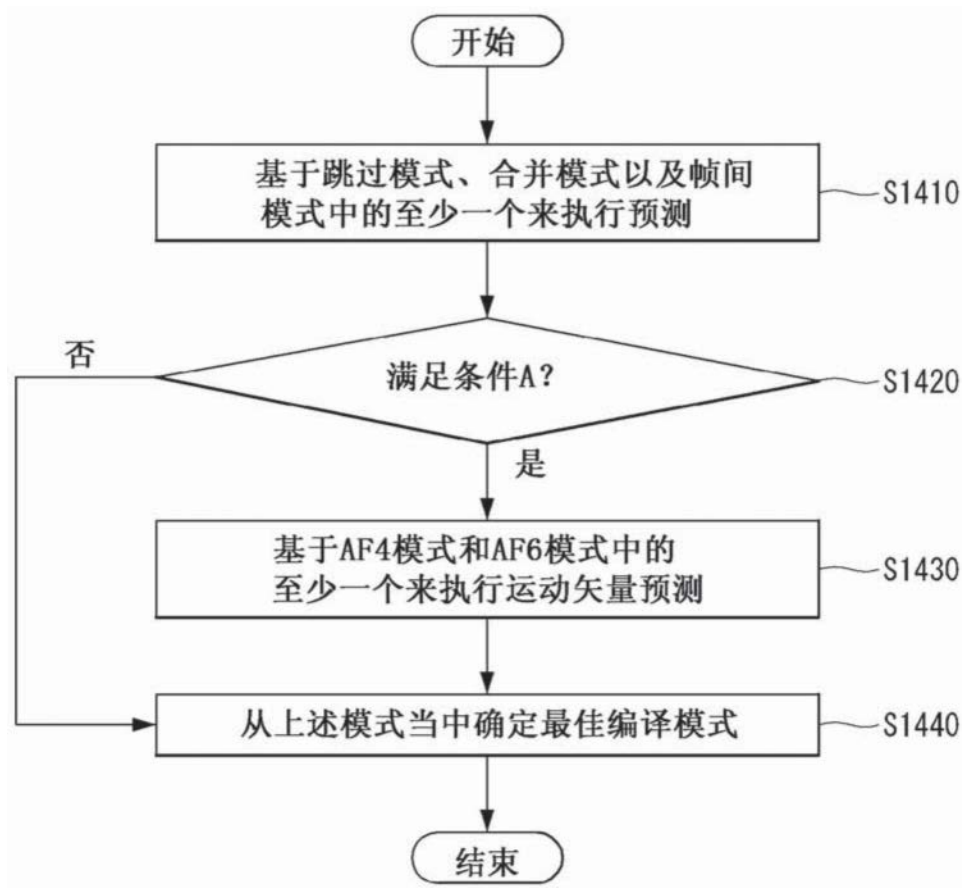 开始
基于跳过模式、合并模式以及帧间
模式中的至少一个来执行预测
S1410
否
满足条件A？
S1420
是
基于AF4模式和AF6模式中的
至少一个来执行运动矢量预测
S1430
从上述模式当中确定最佳编译模式
S1440
结束